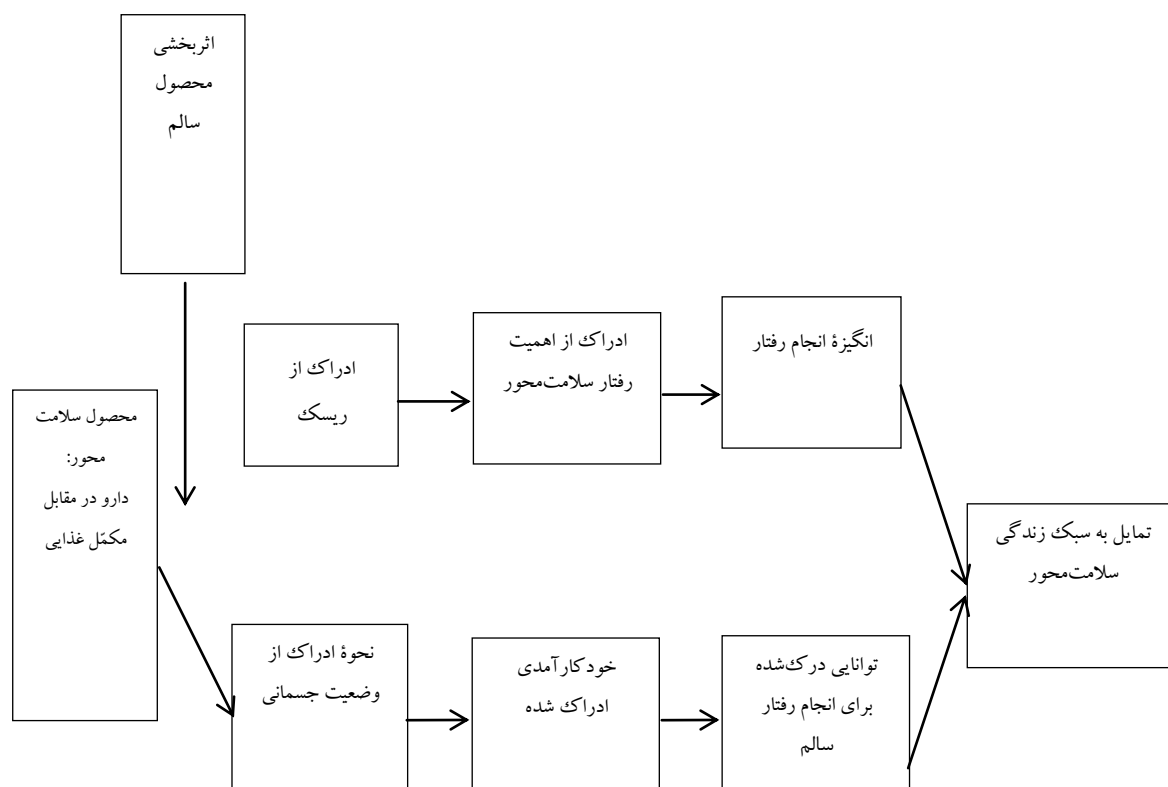 اثربخشی
محصول
سالم
انگیزۀ انجام رفتار
ادراک از اهمیت
رفتار سلامت‌محور
ادراک از
ریسک
محصول سلامت
محور:
دارو در مقابل
مکمّل غذایی
تمایل به سبک زندگی
سلامت‌محور
نحوۀ ادراک از
وضعیت جسمانی
خودکارآمدی
ادراک شده
توانایی درک‌شده
برای انجام رفتار
سالم